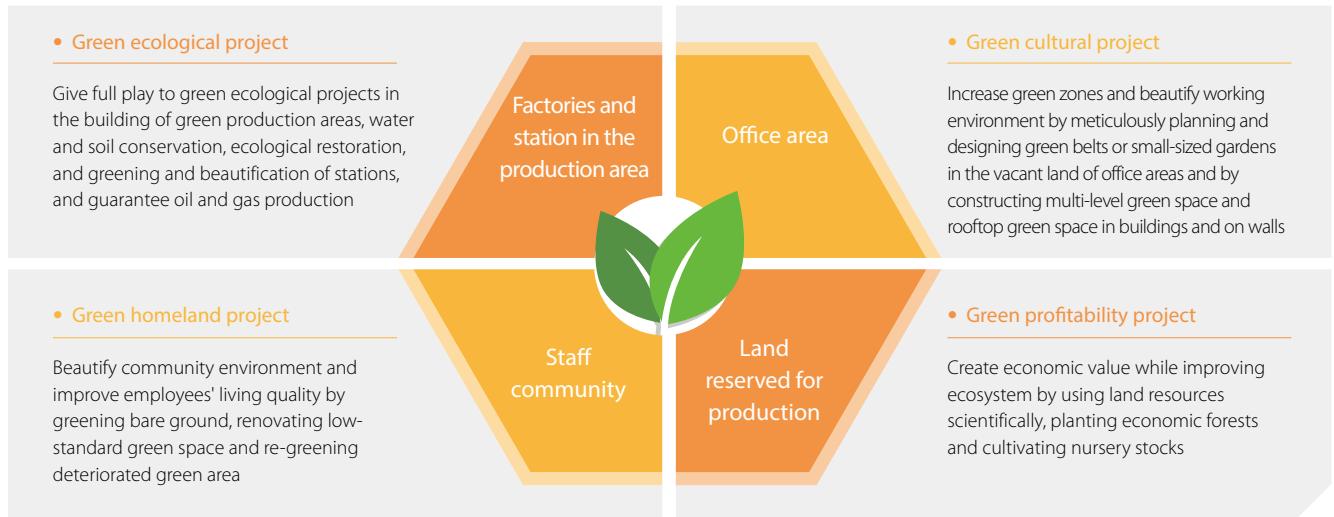 • Green ecological project
Give full play to green ecological projects in
the building of green production areas, water
and soil conservation, ecological restoration,
and greening and beautification of stations,
and guarantee oil and gas production
Factories and
station in the
production area
Office area
• Green cultural project
Increase green zones and beautify working
environment by meticulously planning and
designing green belts or small-sized gardens
in the vacant land of office areas and by
constructing multi-level green space and
rooftop green space in buildings and on walls
• Green homeland project
Beautify community environment and
improve employees' living quality by
greening bare ground, renovating low-
standard green space and re-greening
deteriorated green area
Staff
community
Land
reserved for
production
• Green profitability project
Create economic value while improving
ecosystem by using land resources
scientifically, planting economic forests
and cultivating nursery stocks